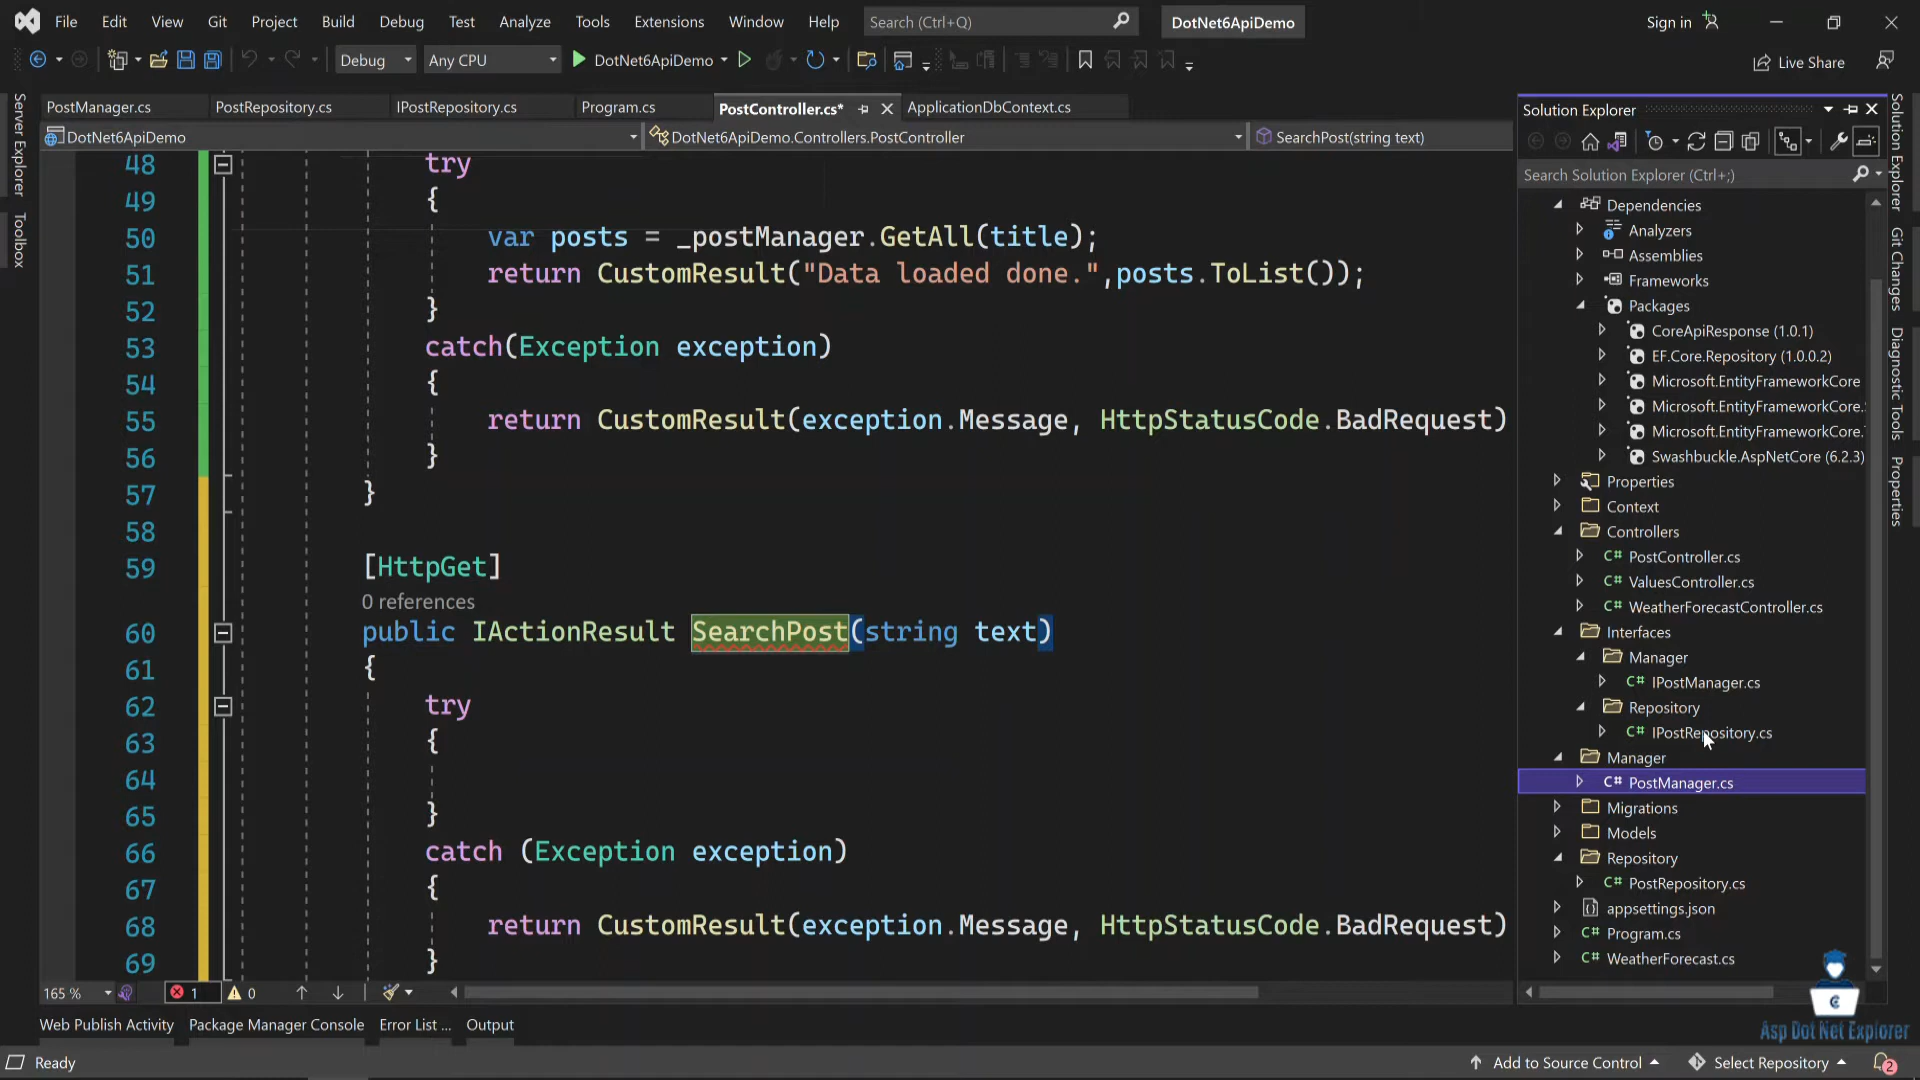 File Edit View Git Project Build Debug Test Analyze Tools Extensions Window Help Search (Ctrl+Q) DotNet6ApiDemo Sign in
Debug Any CPU DotNet6ApiDemo Live Share
PostManager.cs PostRepository.cs IPostRepository.cs Program.cs PostController.cs* ApplicationDbContext.cs
DotNet6ApiDemo DotNet6ApiDemo.Controllers.PostController SearchPost(string text)
Server Explorer
Toolbox
48 try
49 {
50 var posts = _postManager.GetAll(title);
51 return CustomResult("Data loaded done.",posts.ToList());
52 }
53 catch(Exception exception)
54 {
55 return CustomResult(exception.Message, HttpStatusCode.BadRequest)
56 }
57 }
58
59 [HttpGet]
0 references
60 public IActionResult SearchPost(string text)
61 {
62 try
63 {
64
65 }
66 catch (Exception exception)
67 {
68 return CustomResult(exception.Message, HttpStatusCode.BadRequest)
69 }
165 % 1 0
Solution Explorer
Search Solution Explorer (Ctrl+;)
Dependencies
Analyzers
Assemblies
Frameworks
Packages
CoreApiResponse (1.0.1)
EF.Core.Repository (1.0.0.2)
Microsoft.EntityFrameworkCore
Microsoft.EntityFrameworkCore.
Microsoft.EntityFrameworkCore.
Swashbuckle.AspNetCore (6.2.3)
Properties
Context
Controllers
C# PostController.cs
C# ValuesController.cs
C# WeatherForecastController.cs
Interfaces
Manager
C# IPostManager.cs
Repository
C# IPostRepository.cs
Manager
C# PostManager.cs
Migrations
Models
Repository
C# PostRepository.cs
appsettings.json
C# Program.cs
C# WeatherForecast.cs
Solution Explorer
Git Changes
Diagnostic Tools
Properties
Asp Dot Net Explorer
Web Publish Activity Package Manager Console Error List ... Output
Ready Add to Source Control Select Repository 2